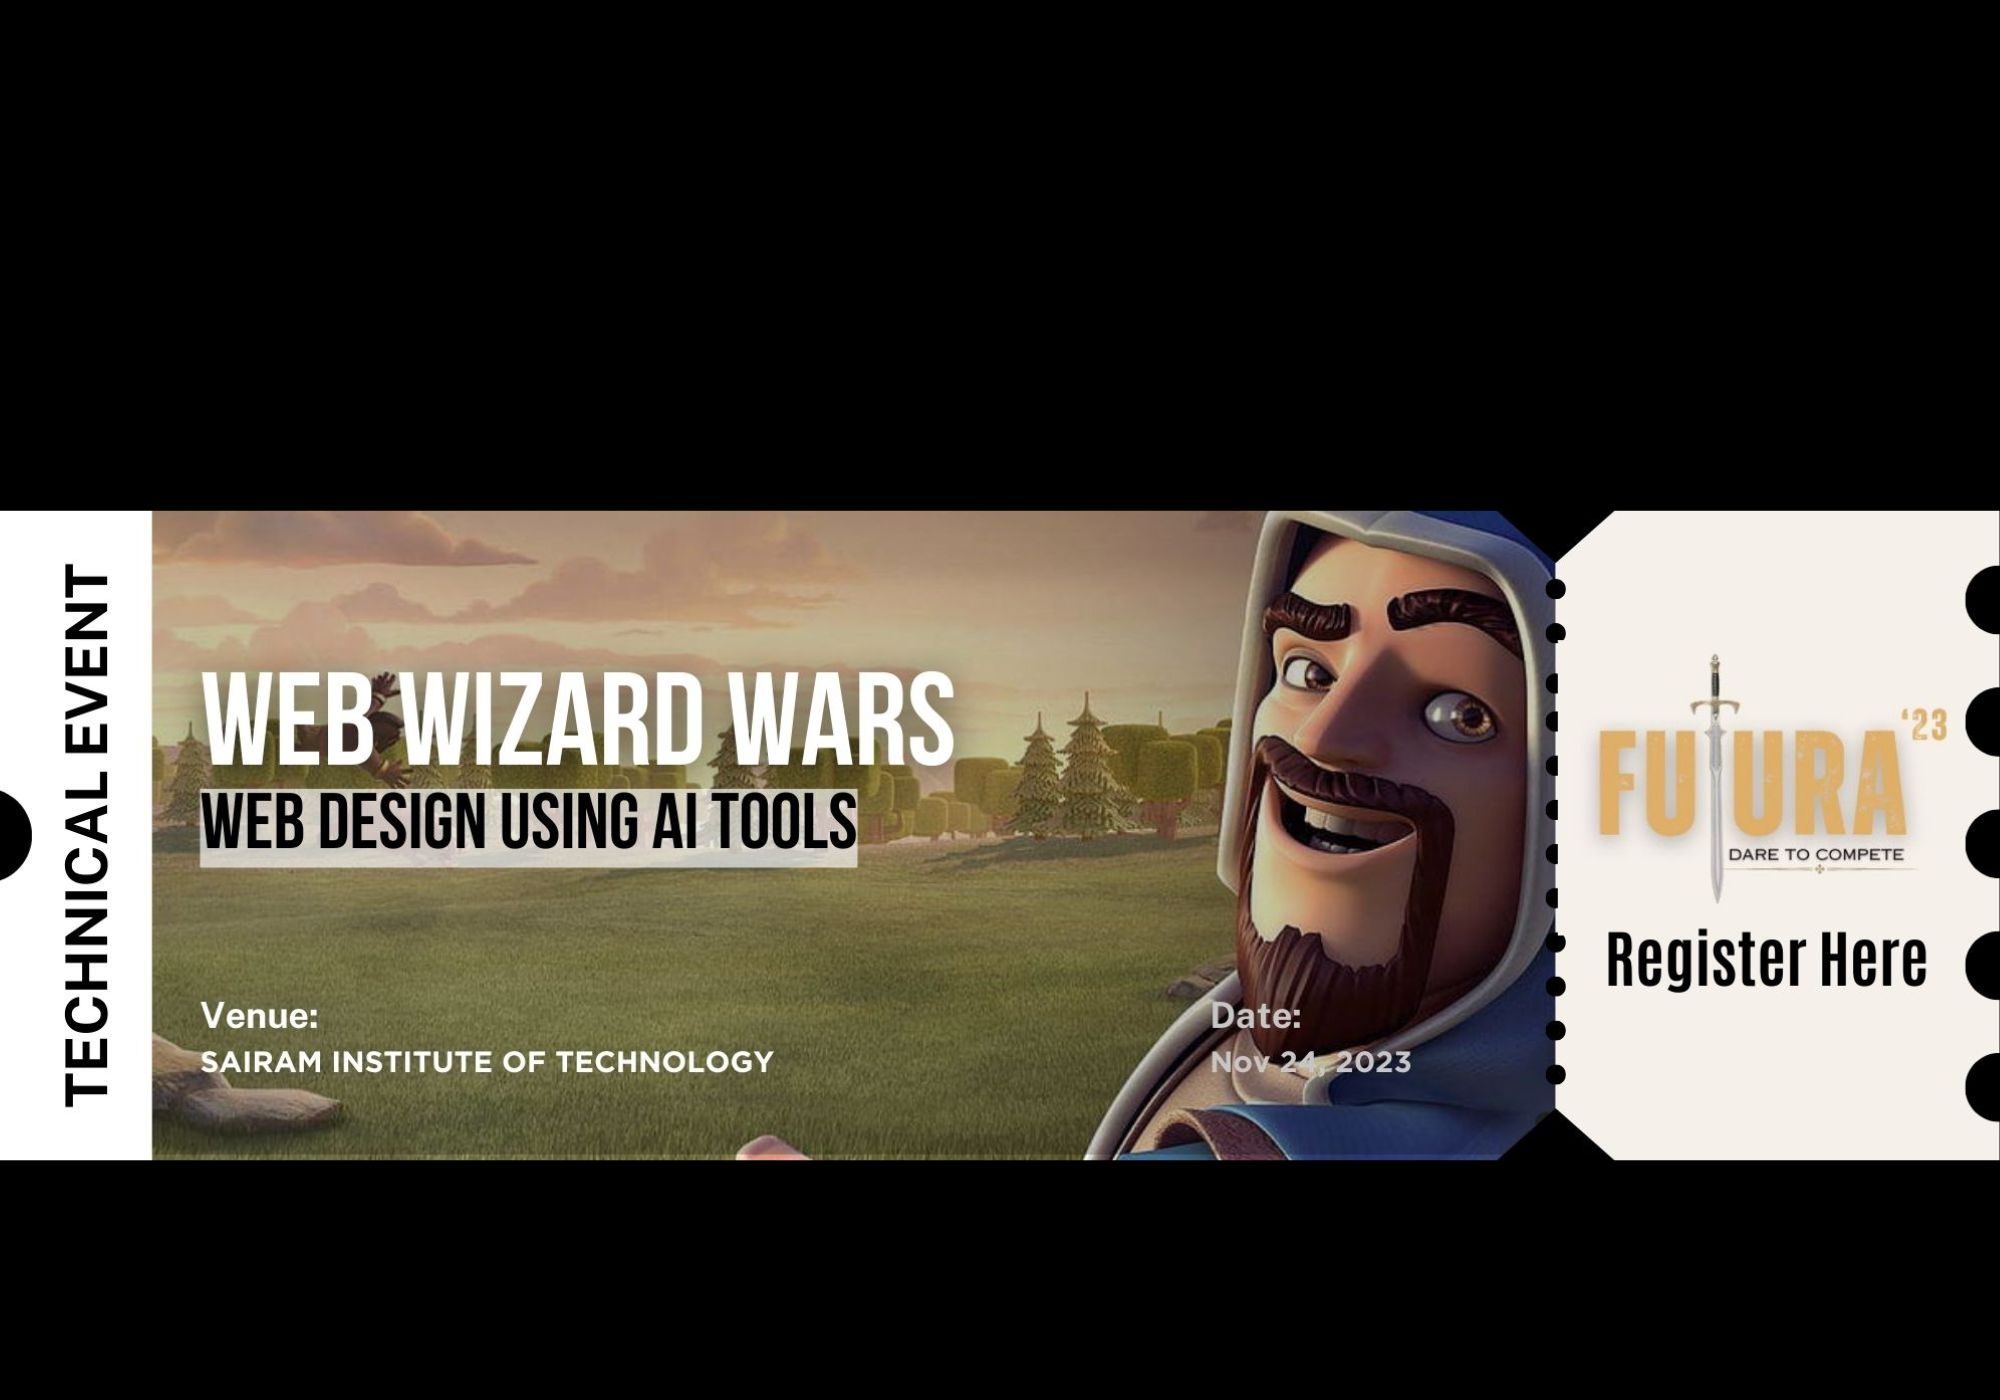 TECHNICAL EVENT
WEB WIZARD WARS
WEB DESIGN USING AI TOOLS
Venue:
SAIRAM INSTITUTE OF TECHNOLOGY
Date:
Nov 24, 2023
FUTURA '23
DARE TO COMPETE
Register Here